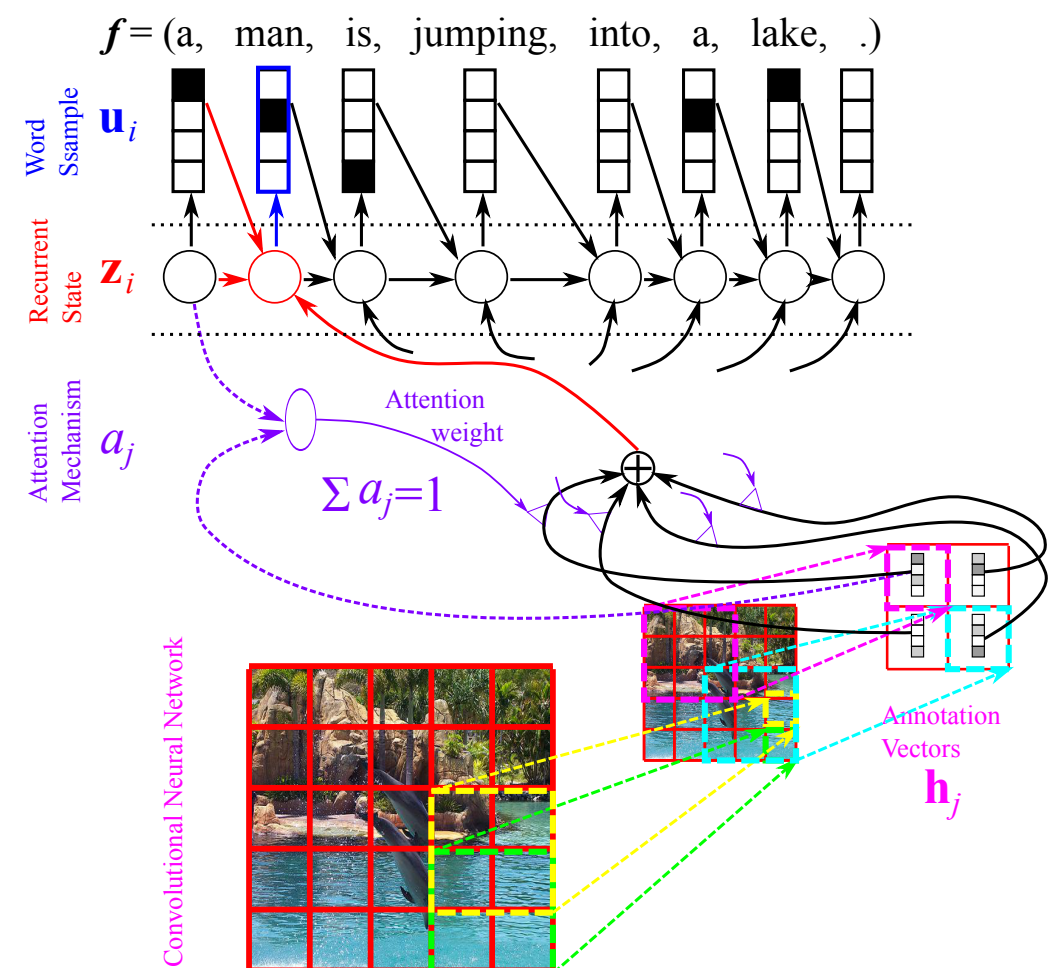 f = (a, man, is, jumping, into, a, lake, .)
Word
Ssample
u_i
Recurrent
State
z_i
Attention
Mechanism
a_j
Attention
weight
∑ a_j=1
Convolutional Neural Network
Annotation
Vectors
h_j